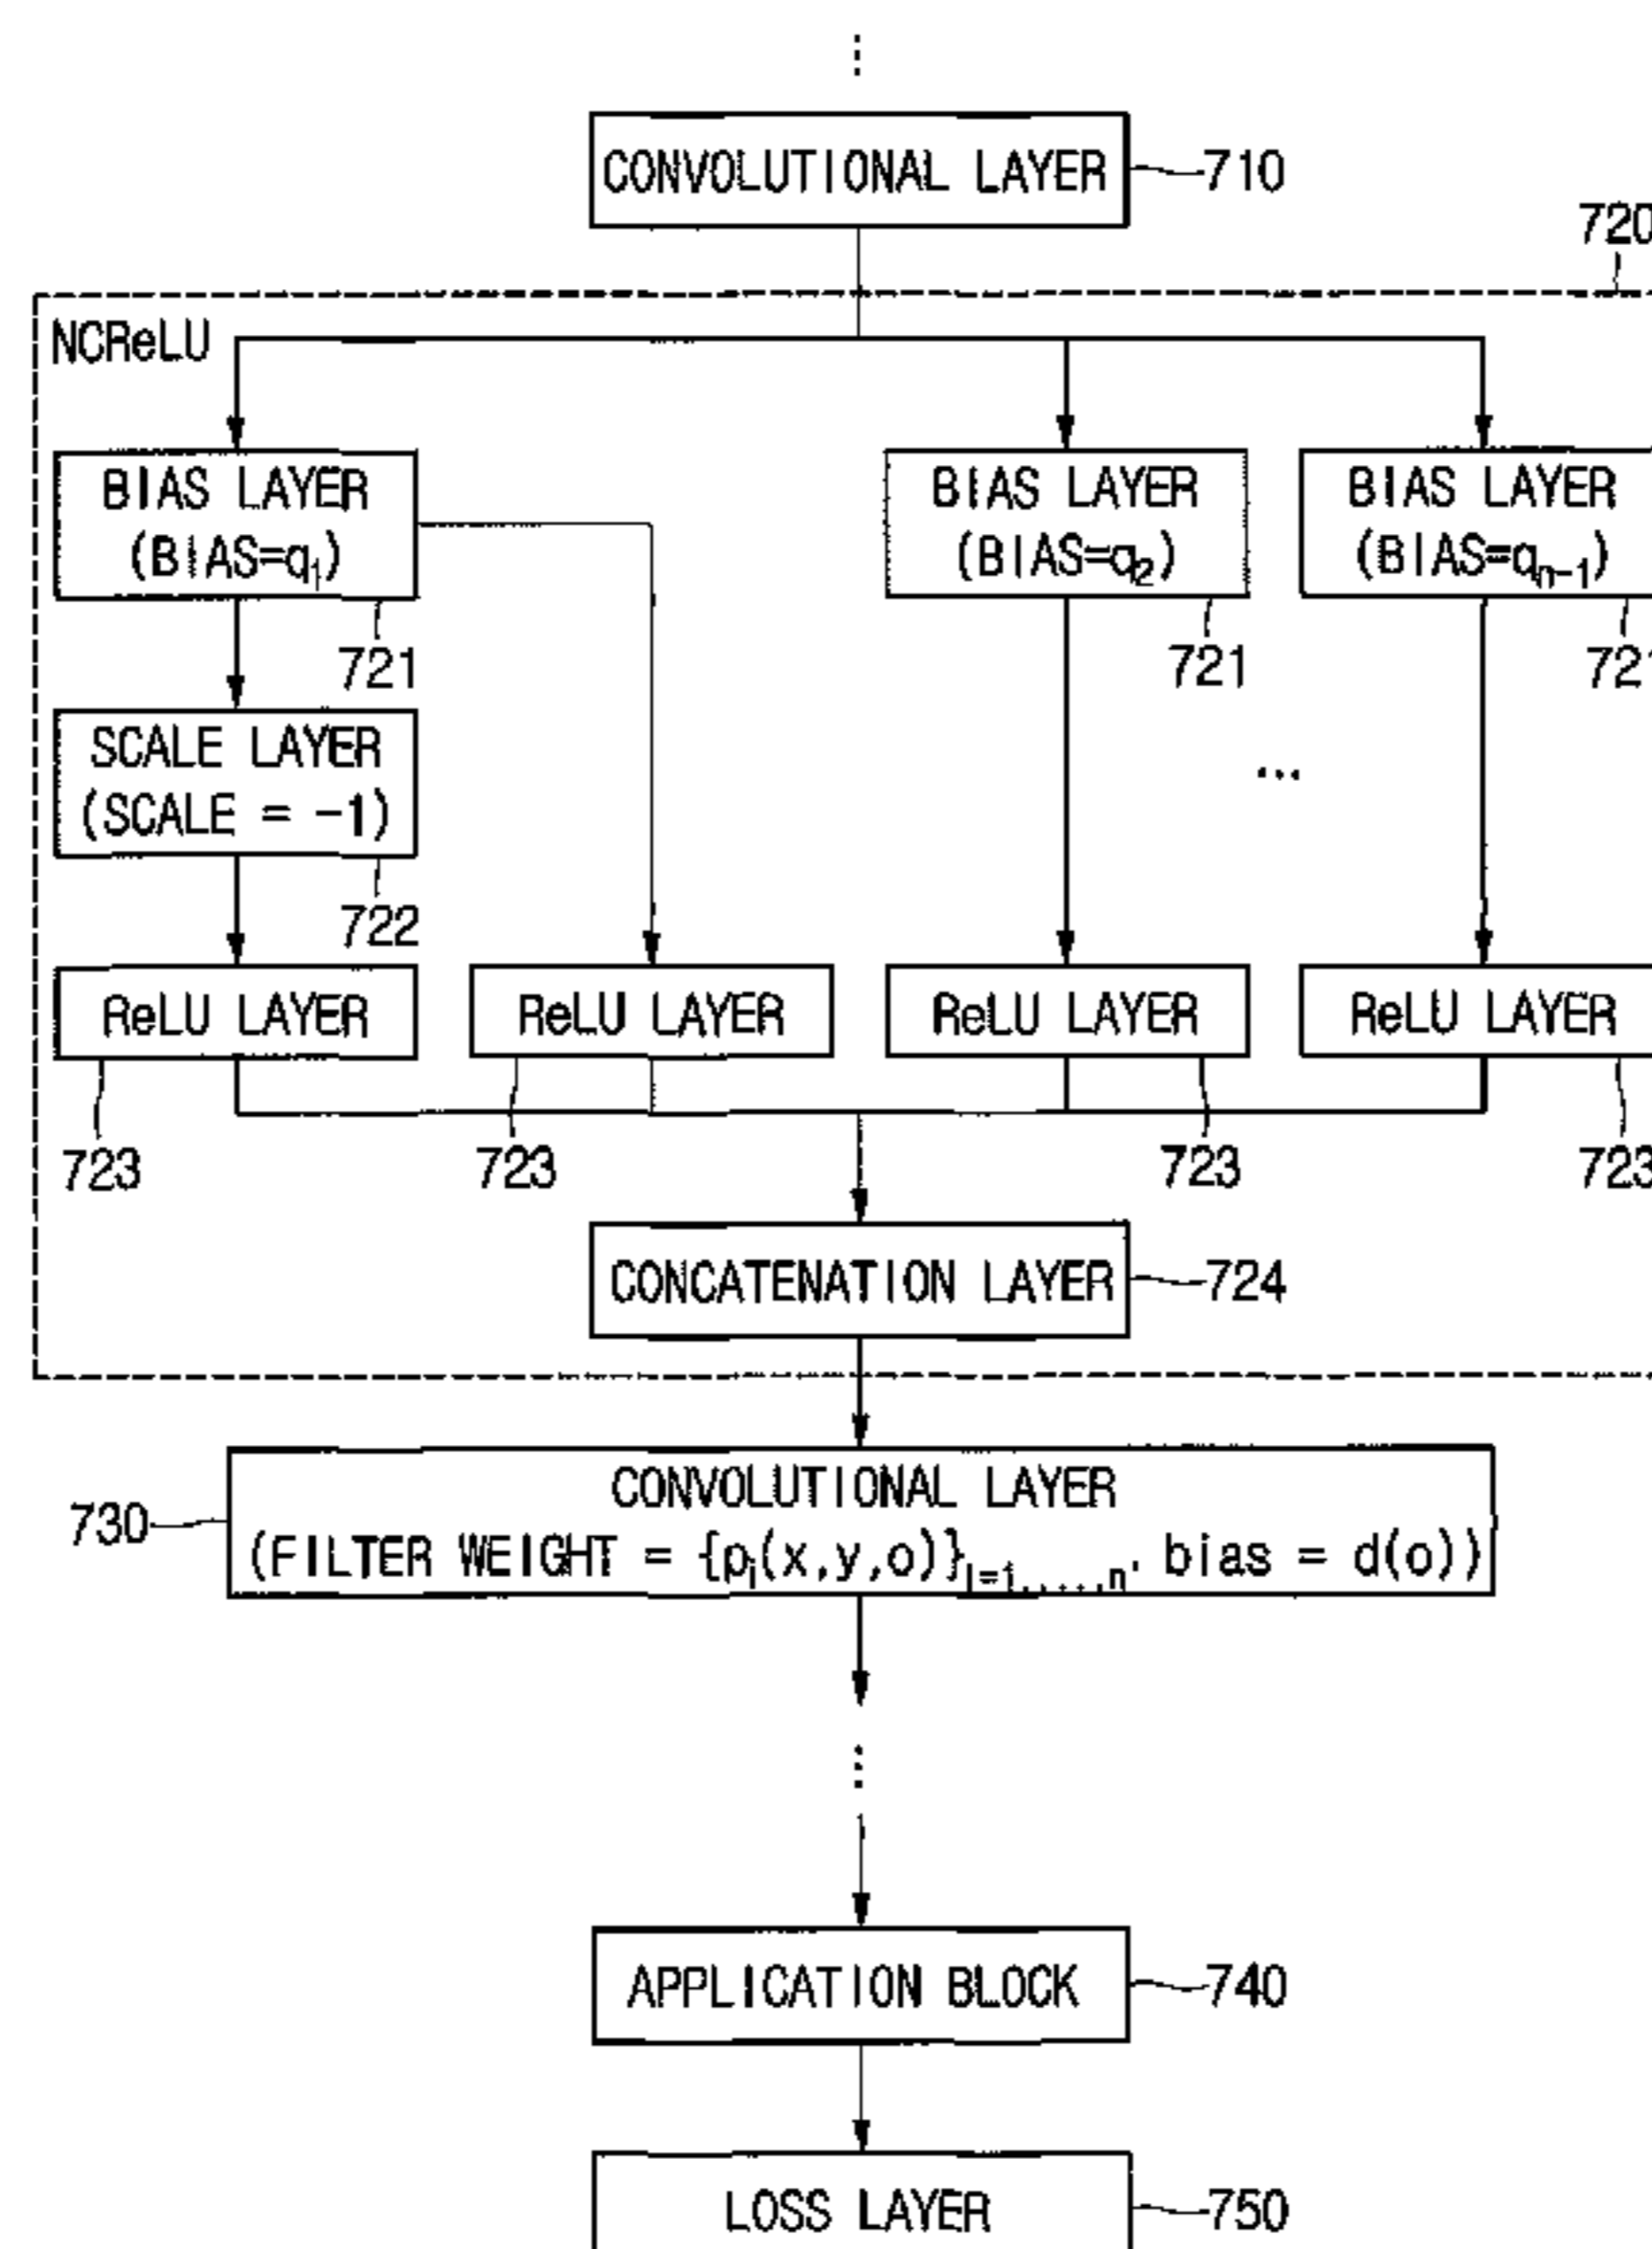 CONVOLUTIONAL LAYER 710
720
NCReLU
BIAS LAYER
(BIAS=q1)
721
BIAS LAYER
(BIAS=q2)
721
BIAS LAYER
(BIAS=qn-1)
721
SCALE LAYER
(SCALE = -1)
722
ReLU LAYER
723
ReLU LAYER
723
ReLU LAYER
723
ReLU LAYER
723
CONCATENATION LAYER 724
730
CONVOLUTIONAL LAYER
(FILTER WEIGHT = {pi(x,y,o)}i=1,...,n, bias = d(o))
APPLICATION BLOCK 740
LOSS LAYER 750